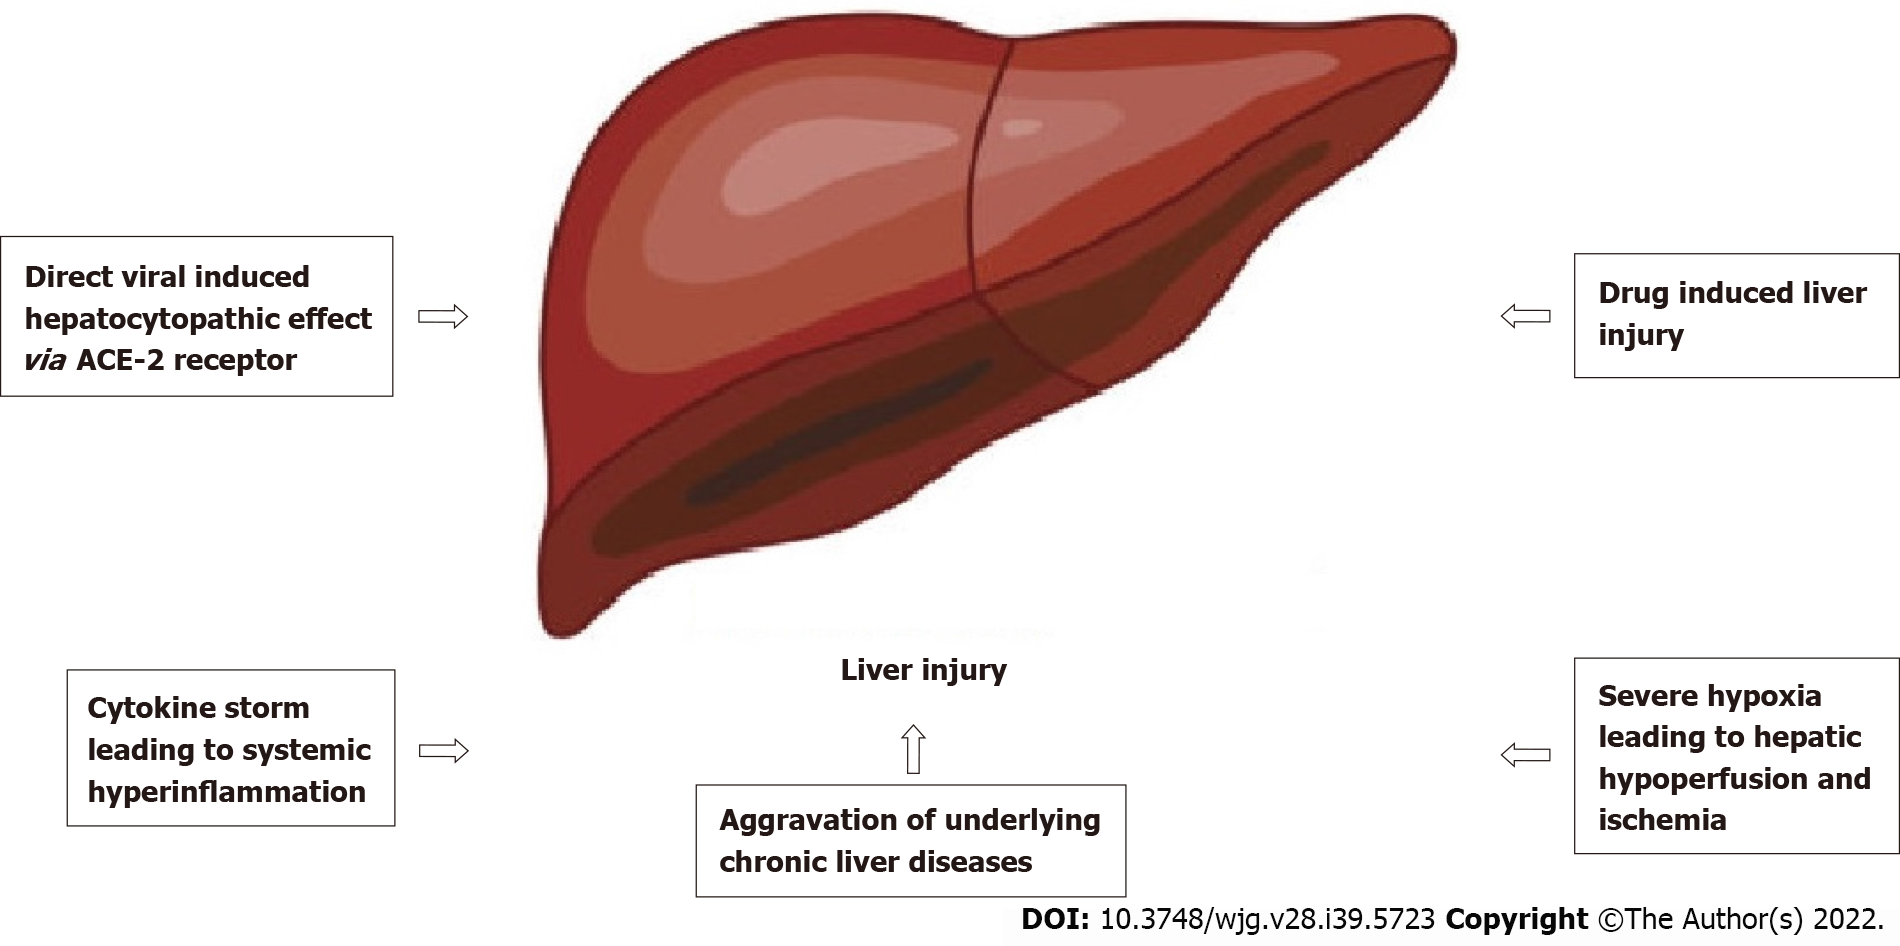 Direct viral induced
hepatocytopathic effect
via ACE-2 receptor
Drug induced liver
injury
Liver injury
Cytokine storm
leading to systemic
hyperinflammation
Aggravation of underlying
chronic liver diseases
Severe hypoxia
leading to hepatic
hypoperfusion and
ischemia
DOI: 10.3748/wjg.v28.i39.5723 Copyright ©The Author(s) 2022.